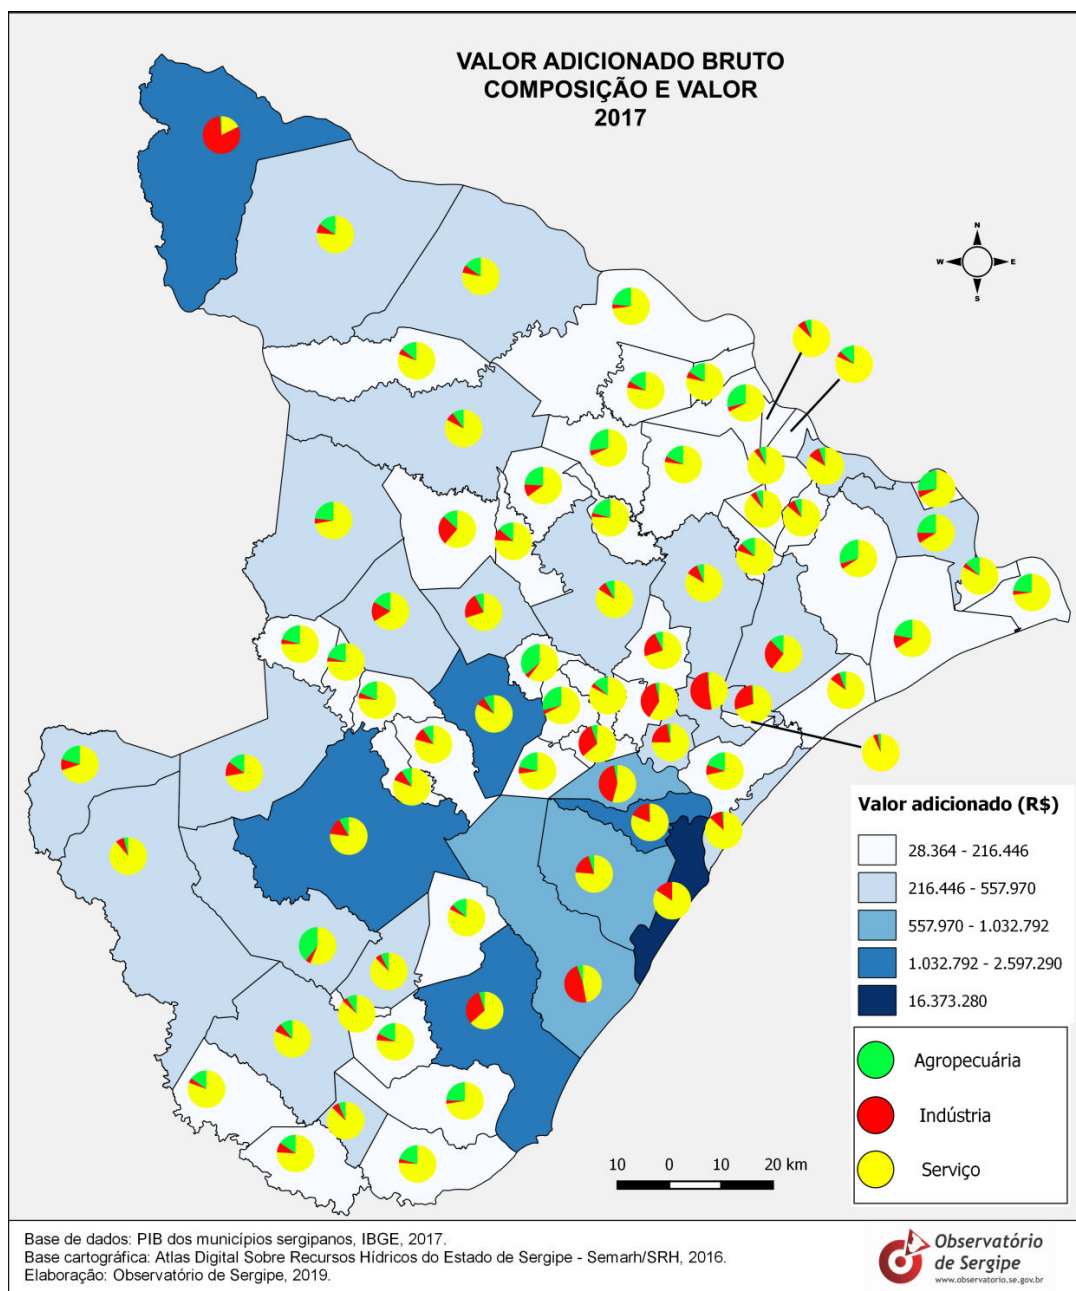 VALOR ADICIONADO BRUTO
COMPOSIÇÃO E VALOR
2017
N
W
E
S
Valor adicionado (R$)
28.364 - 216.446
216.446 - 557.970
557.970 - 1.032.792
1.032.792 - 2.597.290
16.373.280
Agropecuária
Indústria
Serviço
10 0 10 20 km
Base de dados: PIB dos municípios sergipanos, IBGE, 2017.
Base cartográfica: Atlas Digital Sobre Recursos Hídricos do Estado de Sergipe - Semarh/SRH, 2016.
Elaboração: Observatório de Sergipe, 2019.
Observatório
de Sergipe
www.observatorio.se.gov.br